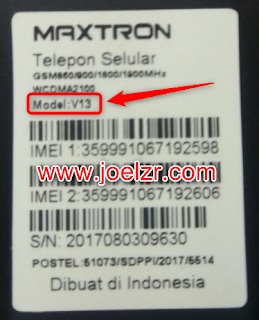 MAXTRON
Telepon Selular
GSM850/900/1800/1900MHz
WCDMA2100
Model:V13
IMEI 1:359991067192598
www.joelzr.com
IMEI 2:359991067192606
S/N: 2017080309630
POSTEL:51073/SDPPI/2017/5514
Dibuat di Indonesia